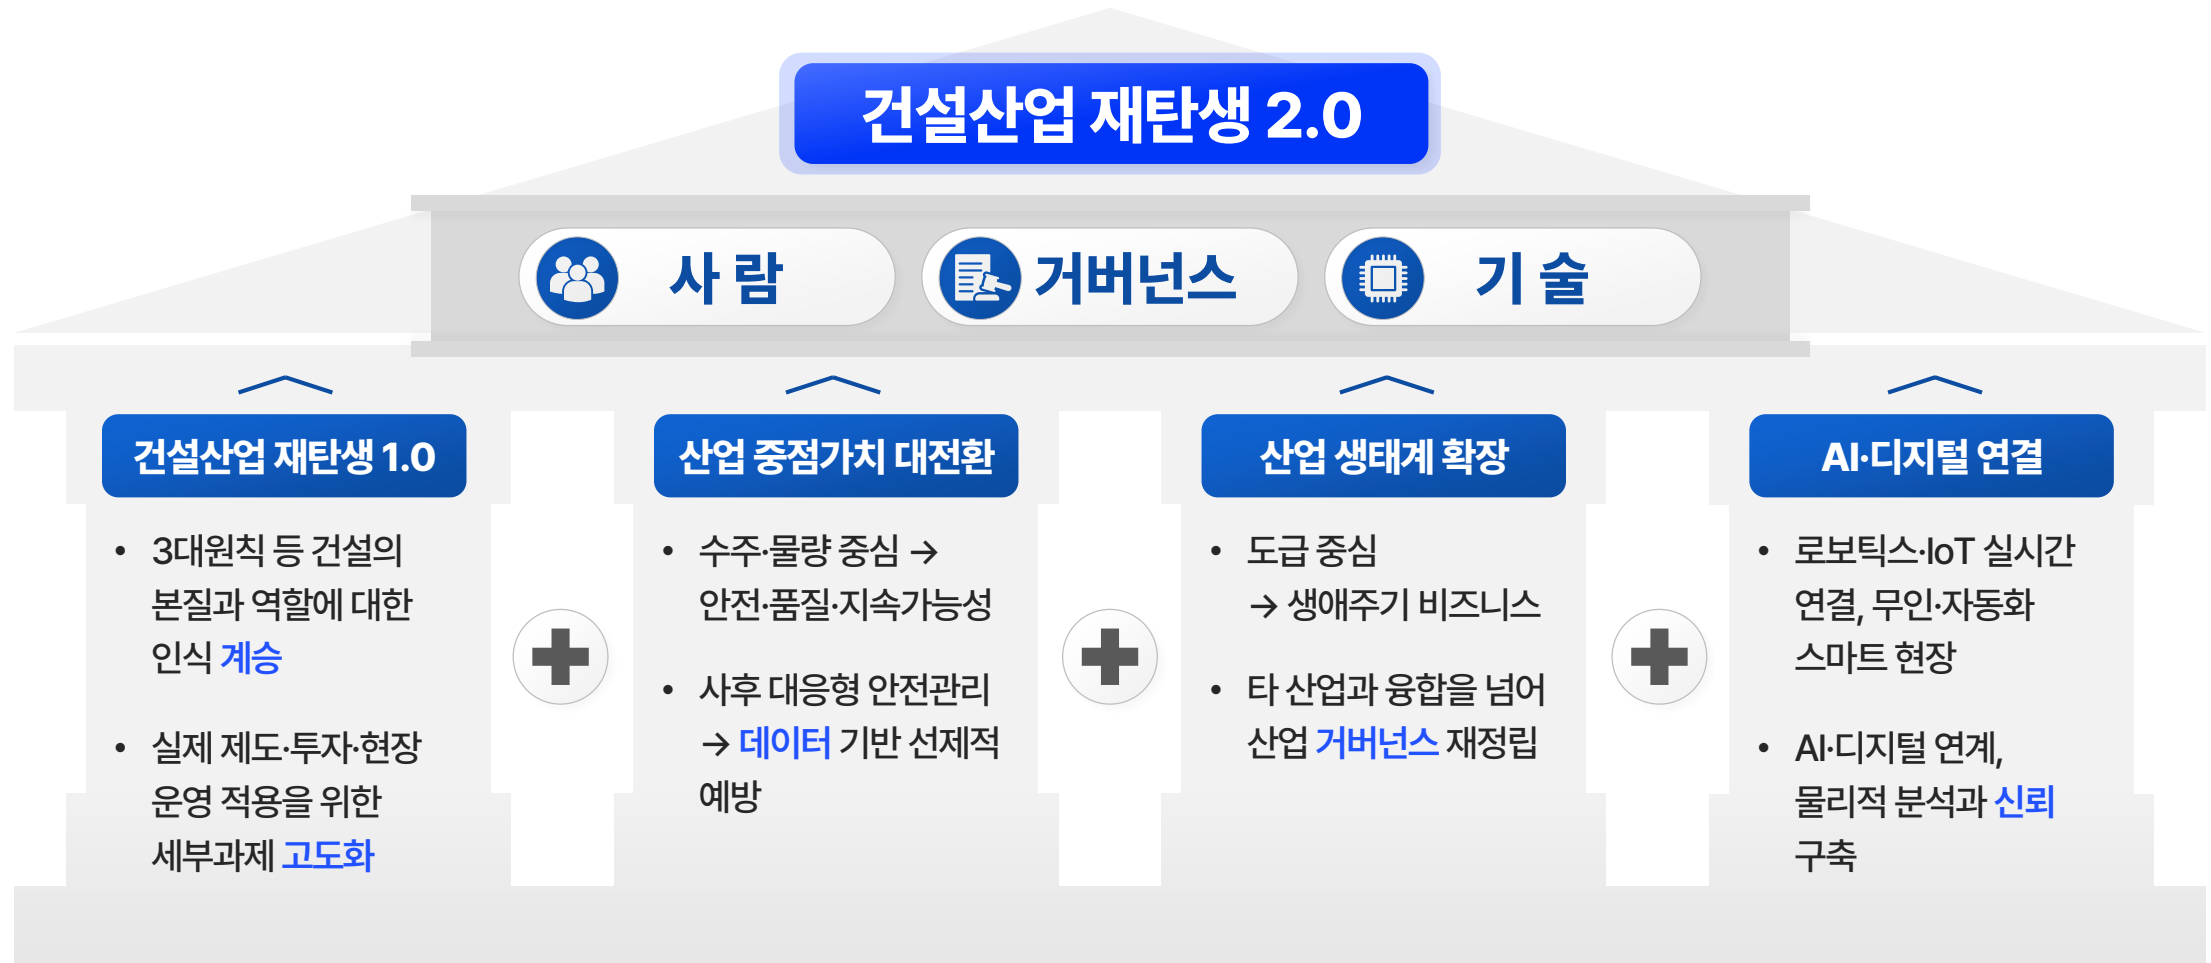 건설산업 재탄생 2.0
사 람
거버넌스
기 술
건설산업 재탄생 1.0
• 3대원칙 등 건설의
본질과 역할에 대한
인식 계승
• 실제 제도·투자·현장
운영 적용을 위한
세부과제 고도화
산업 중점가치 대전환
• 수주·물량 중심 →
안전·품질·지속가능성
• 사후 대응형 안전관리
→ 데이터 기반 선제적
예방
산업 생태계 확장
• 도급 중심
→ 생애주기 비즈니스
• 타 산업과 융합을 넘어
산업 거버넌스 재정립
AI·디지털 연결
• 로보틱스·IoT 실시간
연결, 무인·자동화
스마트 현장
• AI·디지털 연계,
물리적 분석과 신뢰
구축